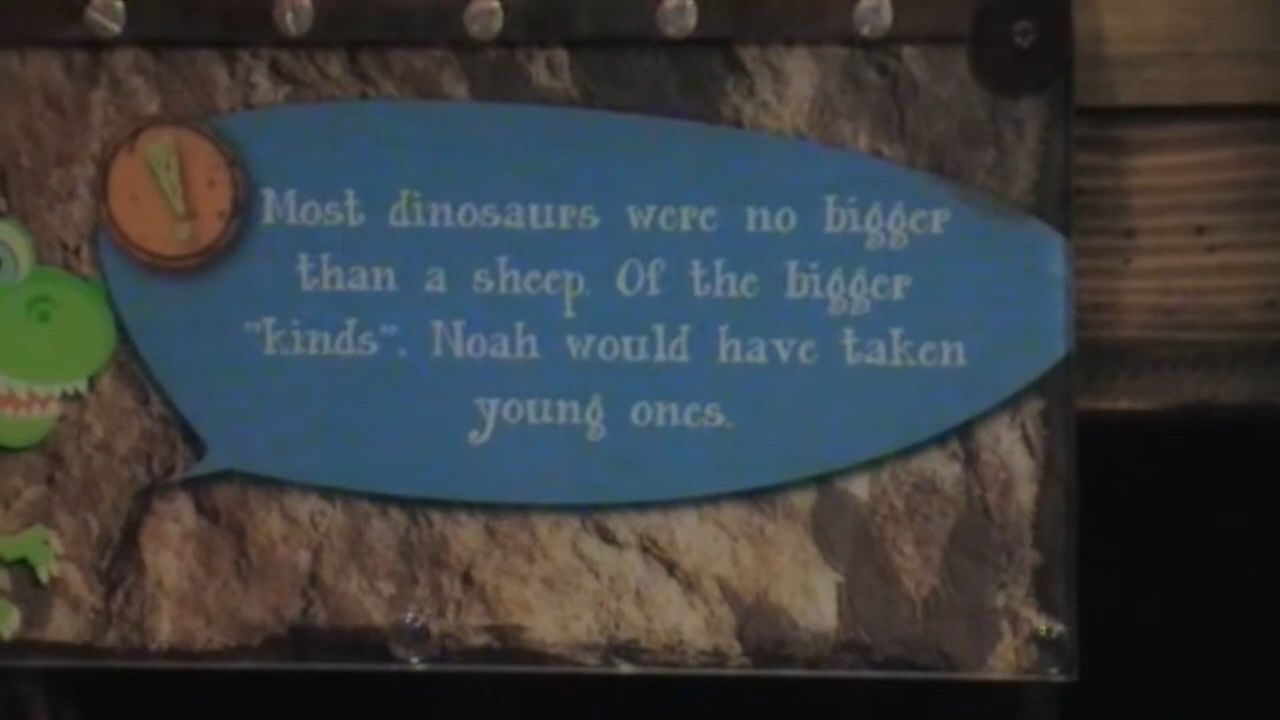 Most dinosaurs were no bigger
than a sheep. Of the bigger
"kinds". Noah would have taken
young ones.